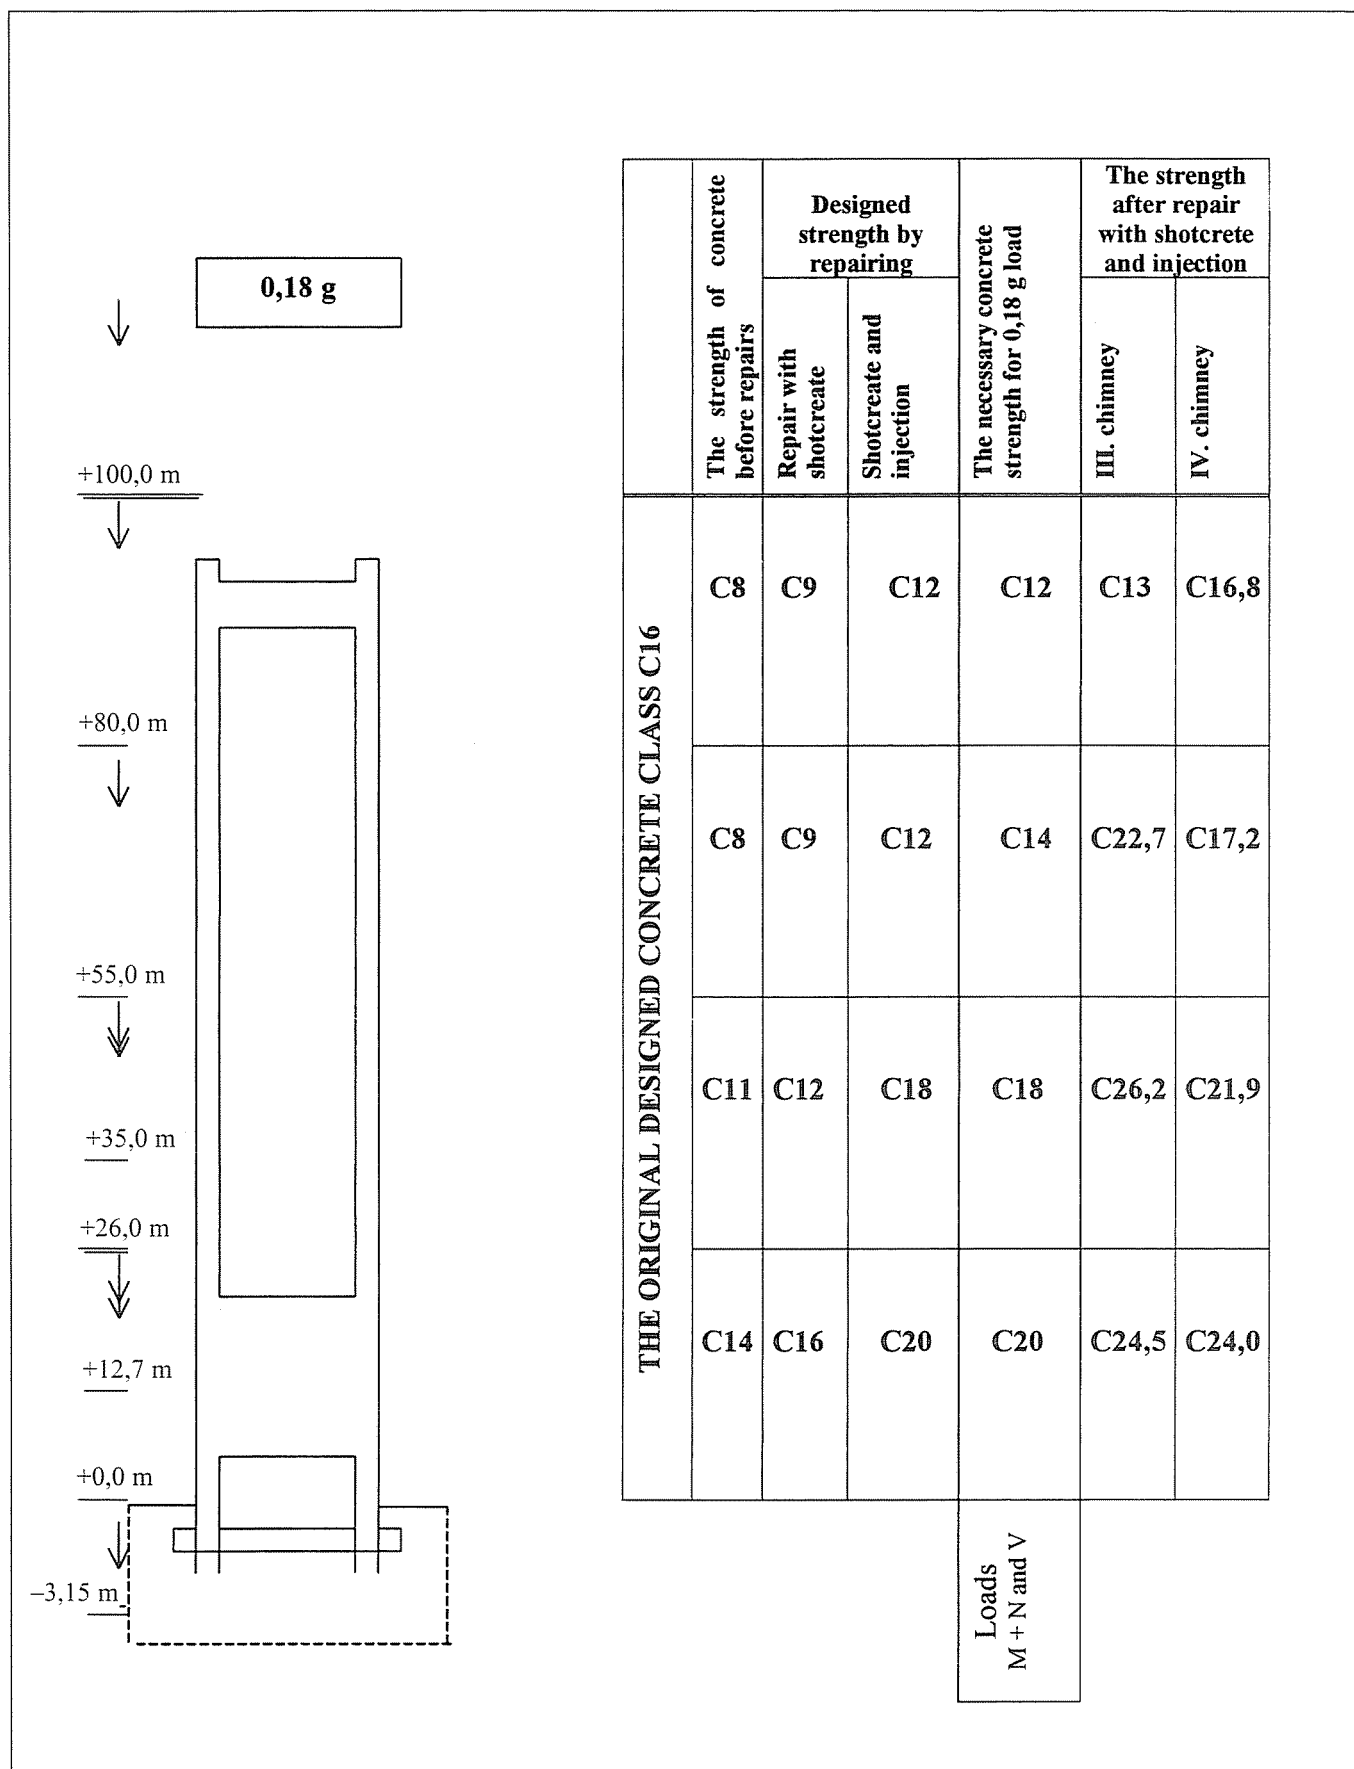 0,18 g
+100,0 m
+80,0 m
+55,0 m
+35,0 m
+26,0 m
+12,7 m
+0,0 m
–3,15 m
The strength of concrete
before repairs
Designed
strength by
repairing
Repair with
shotcreate
Shotcreate and
injection
The necessary concrete
strength for 0,18 g load
The strength
after repair
with shotcrete
and injection
III. chimney
IV. chimney
THE ORIGINAL DESIGNED CONCRETE CLASS C16
C8 C9 C12 C12 C13 C16,8
C8 C9 C12 C14 C22,7 C17,2
C11 C12 C18 C18 C26,2 C21,9
C14 C16 C20 C20 C24,5 C24,0
Loads
M + N and V